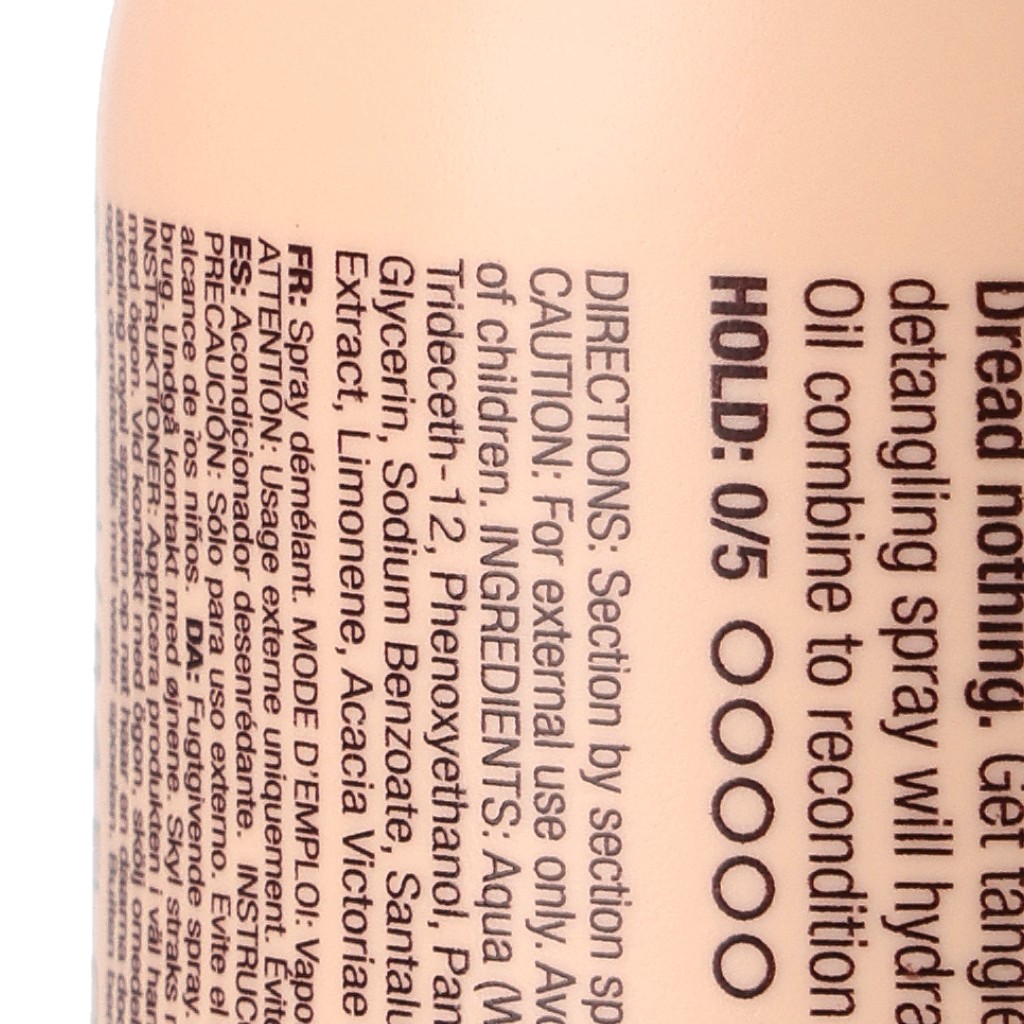 Dread nothing. Get tangle
detangling spray will hydra
Oil combine to recondition
HOLD: 0/5 OOOOO
DIRECTIONS: Section by section sp
CAUTION: For external use only. Avo
of children. INGREDIENTS: Aqua (W
Trideceth-12, Phenoxyethanol, Pan
Glycerin, Sodium Benzoate, Santalu
Extract, Limonene, Acacia Victoriae
FR: Spray démélant. MODE D'EMPLOI: Vapo
ATTENTION: Usage externe uniquement. Évite
ES: Acondicionador desenrédante. INSTRUCC
PRECAUCIÓN: Sólo para uso externo. Evite el
alcance de los niños. DA: Fugtgivende spray.
brug. Undgå kontakt med øjnene. Skyl straks
INSTRUKTIONER: Applicera produkten i våt har
med ögon. Vid kontakt med ögon, skölj omedel